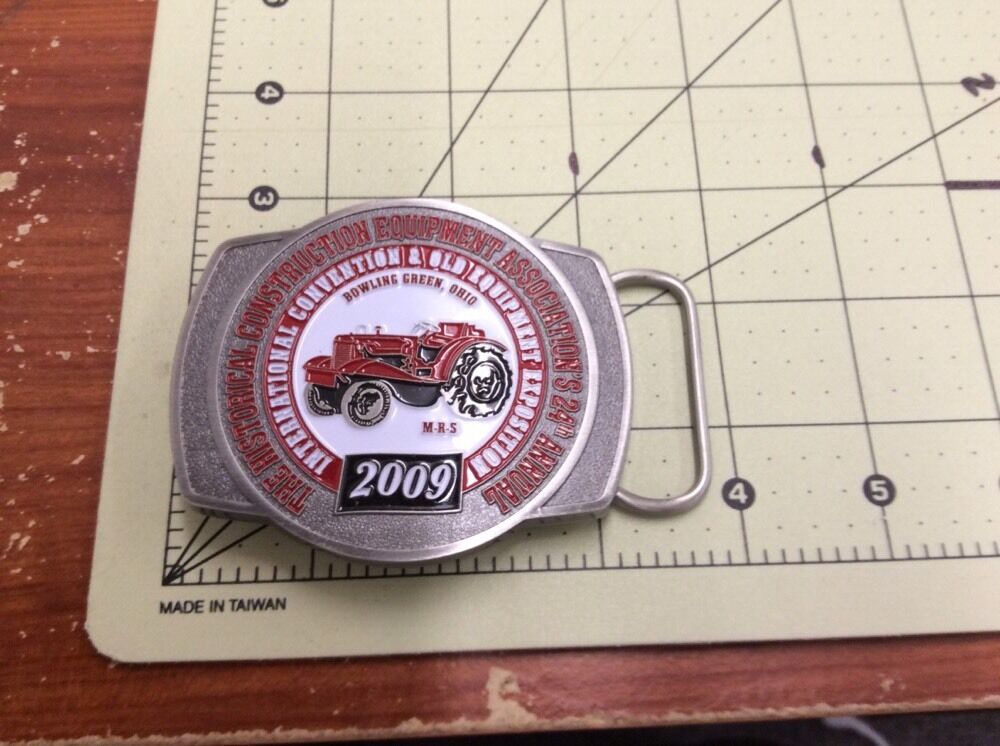 THE HISTORICAL CONSTRUCTION EQUIPMENT ASSOCIATION'S 24TH ANNUAL
INTERNATIONAL CONVENTION & OLD EQUIPMENT EXPOSITION
BOWLING GREEN, OHIO
M-R-S
2009
4
3
2
4
5
MADE IN TAIWAN